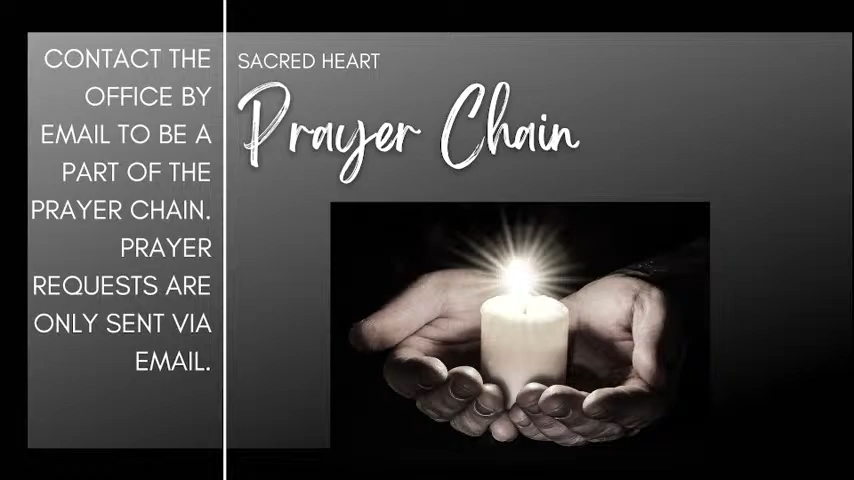 CONTACT THE
OFFICE BY
EMAIL TO BE A
PART OF THE
PRAYER CHAIN.
PRAYER
REQUESTS ARE
ONLY SENT VIA
EMAIL.
SACRED HEART
Prayer Chain